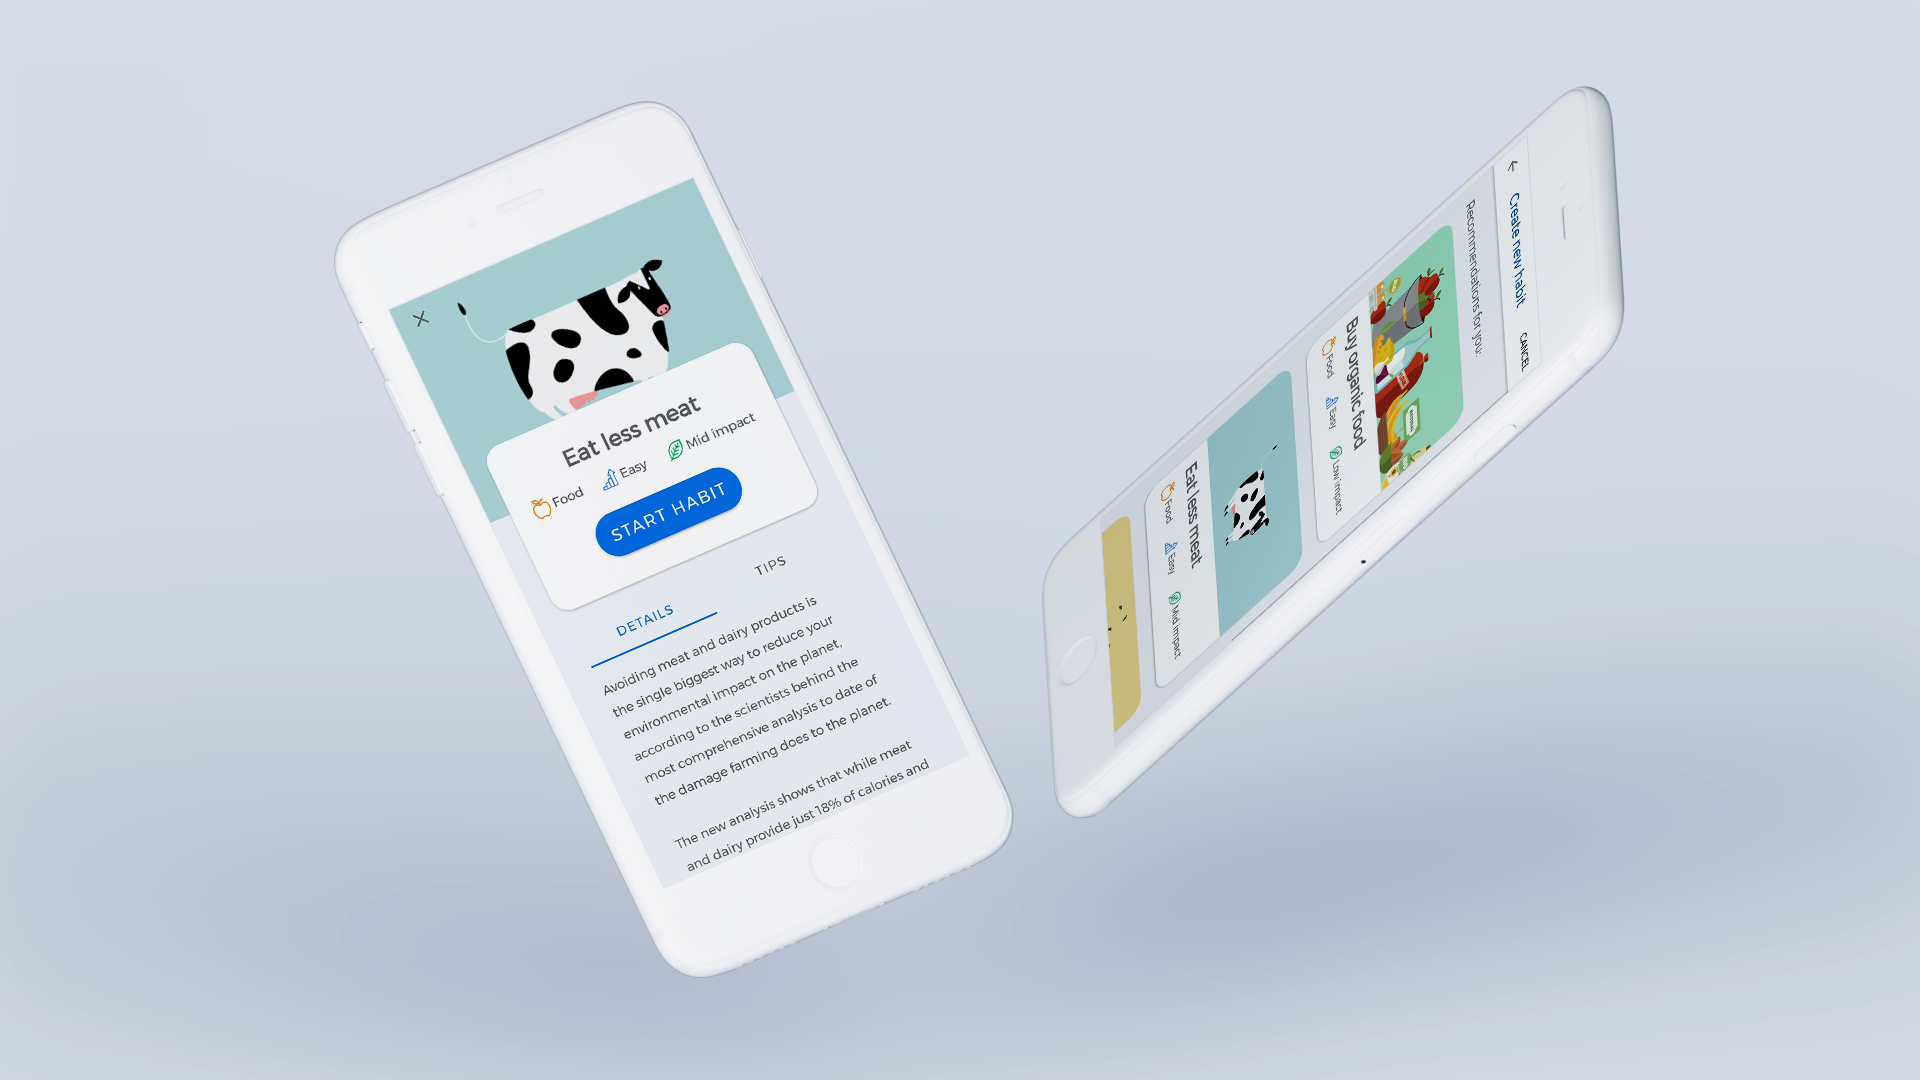 Eat less meat
Food
Easy
Mid impact
START HABIT
DETAILS
TIPS
Avoiding meat and dairy products is
the single biggest way to reduce your
environmental impact on the planet,
according to the scientists behind the
most comprehensive analysis to date of
the damage farming does to the planet.
The new analysis shows that while meat
and dairy provide just 18% of calories and
Create new habit
CANCEL
Recommendations for you:
Buy organic food
Food
Easy
Low impact
Eat less meat
Food
Easy
Mid impact